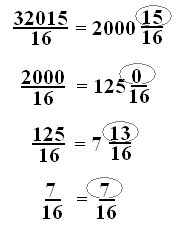 32015/16 = 2000 15/16
2000/16 = 125 0/16
125/16 = 7 13/16
7/16 = 7/16